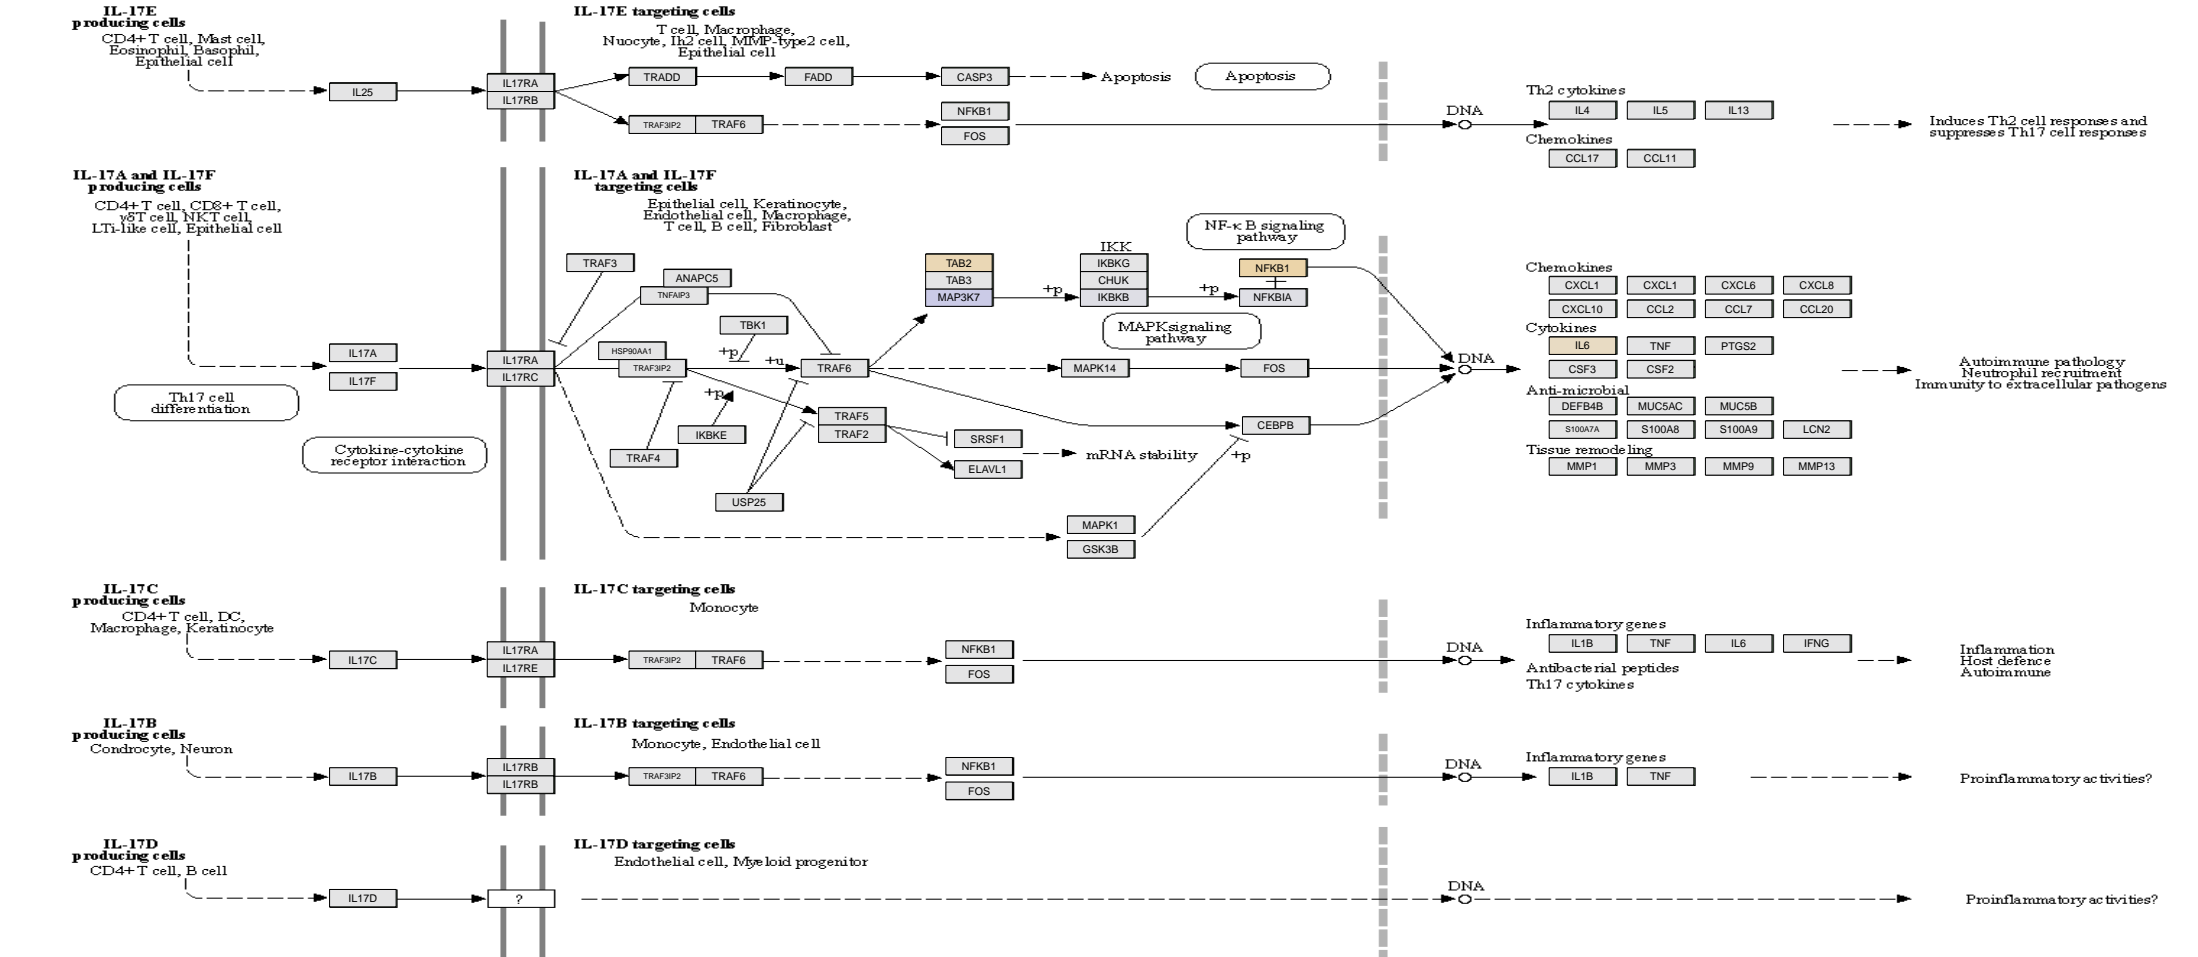 IL-17E
producing cells
CD4+ T cell, Mast cell,
Eosinophil, Basophil,
Epithelial cell
IL-17E targeting cells
T cell, Macrophage,
Nuocyte, Ih2 cell, MMP-type2 cell,
Epithelial cell
IL25
IL17RA
IL17RB
TRADD
FADD
CASP3
Apoptosis
Apoptosis
TRAF3IP2
TRAF6
NFKB1
FOS
DNA
Th2 cytokines
IL4
IL5
IL13
Chemokines
CCL17
CCL11
Induces Th2 cell responses and
suppresses Th17 cell responses
IL-17A and IL-17F
producing cells
CD4+ T cell, CD8+ T cell,
γδT cell, NKT cell,
LTi-like cell, Epithelial cell
IL-17A and IL-17F
targeting cells
Epithelial cell, Keratinocyte,
Endothelial cell, Macrophage,
T cell, B cell, Fibroblast
NF-κ B signaling
pathway
TRAF3
ANAPC5
TNFAIP3
TAB2
TAB3
MAP3K7
+p
IKK
IKBKG
CHUK
IKBKB
+p
NFKB1
NFKBIA
TBK1
MAPK signaling
pathway
IL17A
IL17F
IL17RA
IL17RC
HSP90AA1
TRAF3IP2
+p
+u
TRAF6
MAPK14
FOS
DNA
Th17 cell
differentiation
+p
IKBKE
TRAF4
TRAF5
TRAF2
SRSF1
ELAVL1
mRNA stability
CEBPB
+p
Cytokine-cytokine
receptor interaction
USP25
MAPK1
GSK3B
Chemokines
CXCL1
CXCL1
CXCL6
CXCL8
CXCL10
CCL2
CCL7
CCL20
Cytokines
IL6
TNF
PTGS2
CSF3
CSF2
Anti-microbial
DEFB4B
MUC5AC
MUC5B
S100A7A
S100A8
S100A9
LCN2
Tissue remodeling
MMP1
MMP3
MMP9
MMP13
Autoimmune pathology
Neutrophil recruitment
Immunity to extracellular pathogens
IL-17C
producing cells
CD4+ T cell, DC,
Macrophage, Keratinocyte
IL-17C targeting cells
Monocyte
IL17C
IL17RA
IL17RE
TRAF3IP2
TRAF6
NFKB1
FOS
DNA
Inflammatory genes
IL1B
TNF
IL6
IFNG
Antibacterial peptides
Th17 cytokines
Inflammation
Host defence
Autoimmune
IL-17B
producing cells
Condrocyte, Neuron
IL-17B targeting cells
Monocyte, Endothelial cell
IL17B
IL17RB
IL17RB
TRAF3IP2
TRAF6
NFKB1
FOS
DNA
Inflammatory genes
IL1B
TNF
Proinflammatory activities?
IL-17D
producing cells
CD4+ T cell, B cell
IL-17D targeting cells
Endothelial cell, Myeloid progenitor
IL17D
?
DNA
Proinflammatory activities?